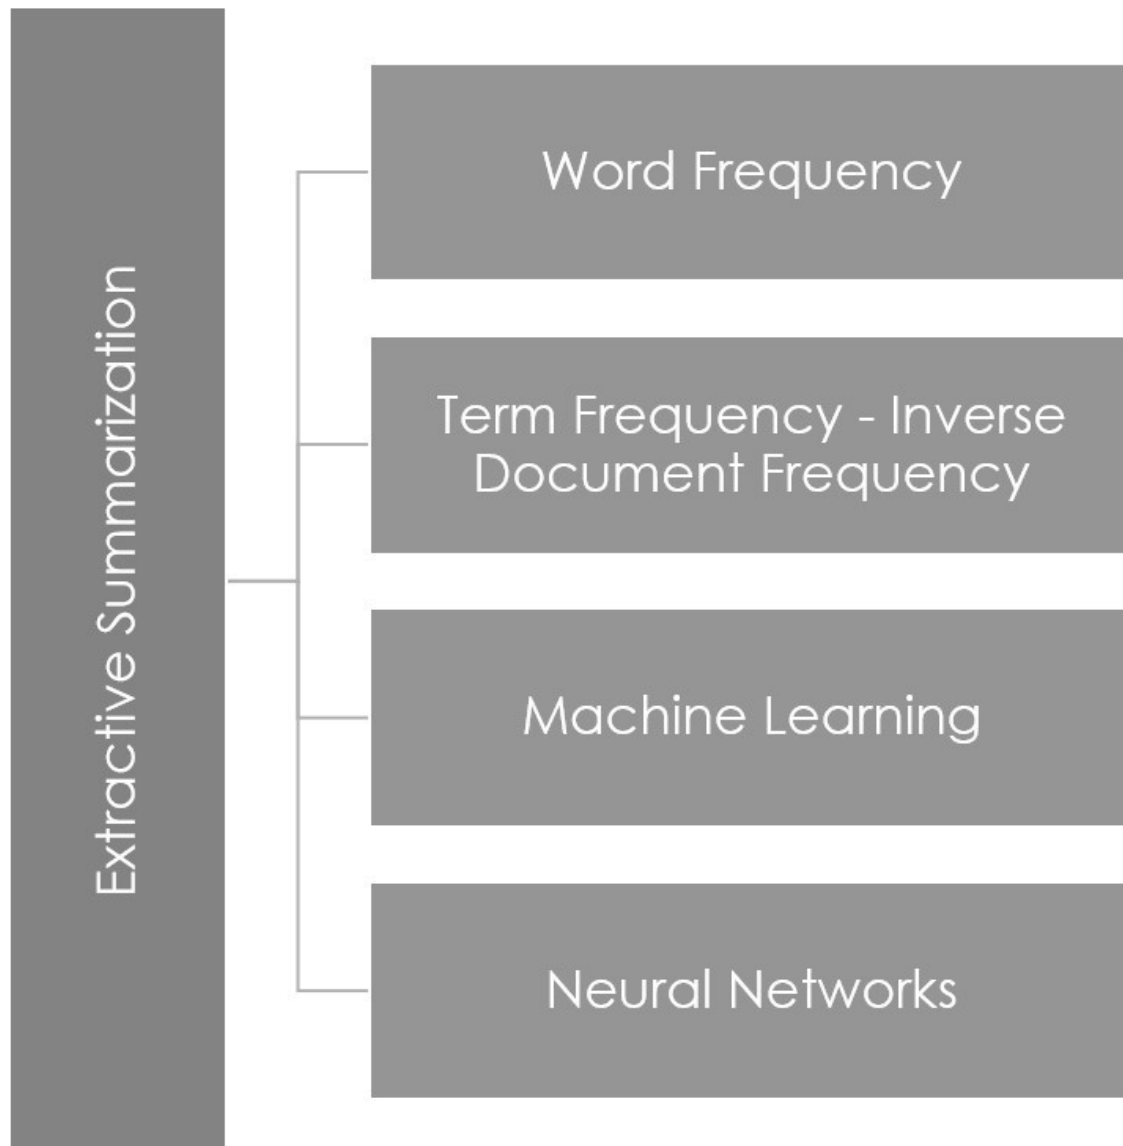 Extractive Summarization
Word Frequency
Term Frequency - Inverse
Document Frequency
Machine Learning
Neural Networks